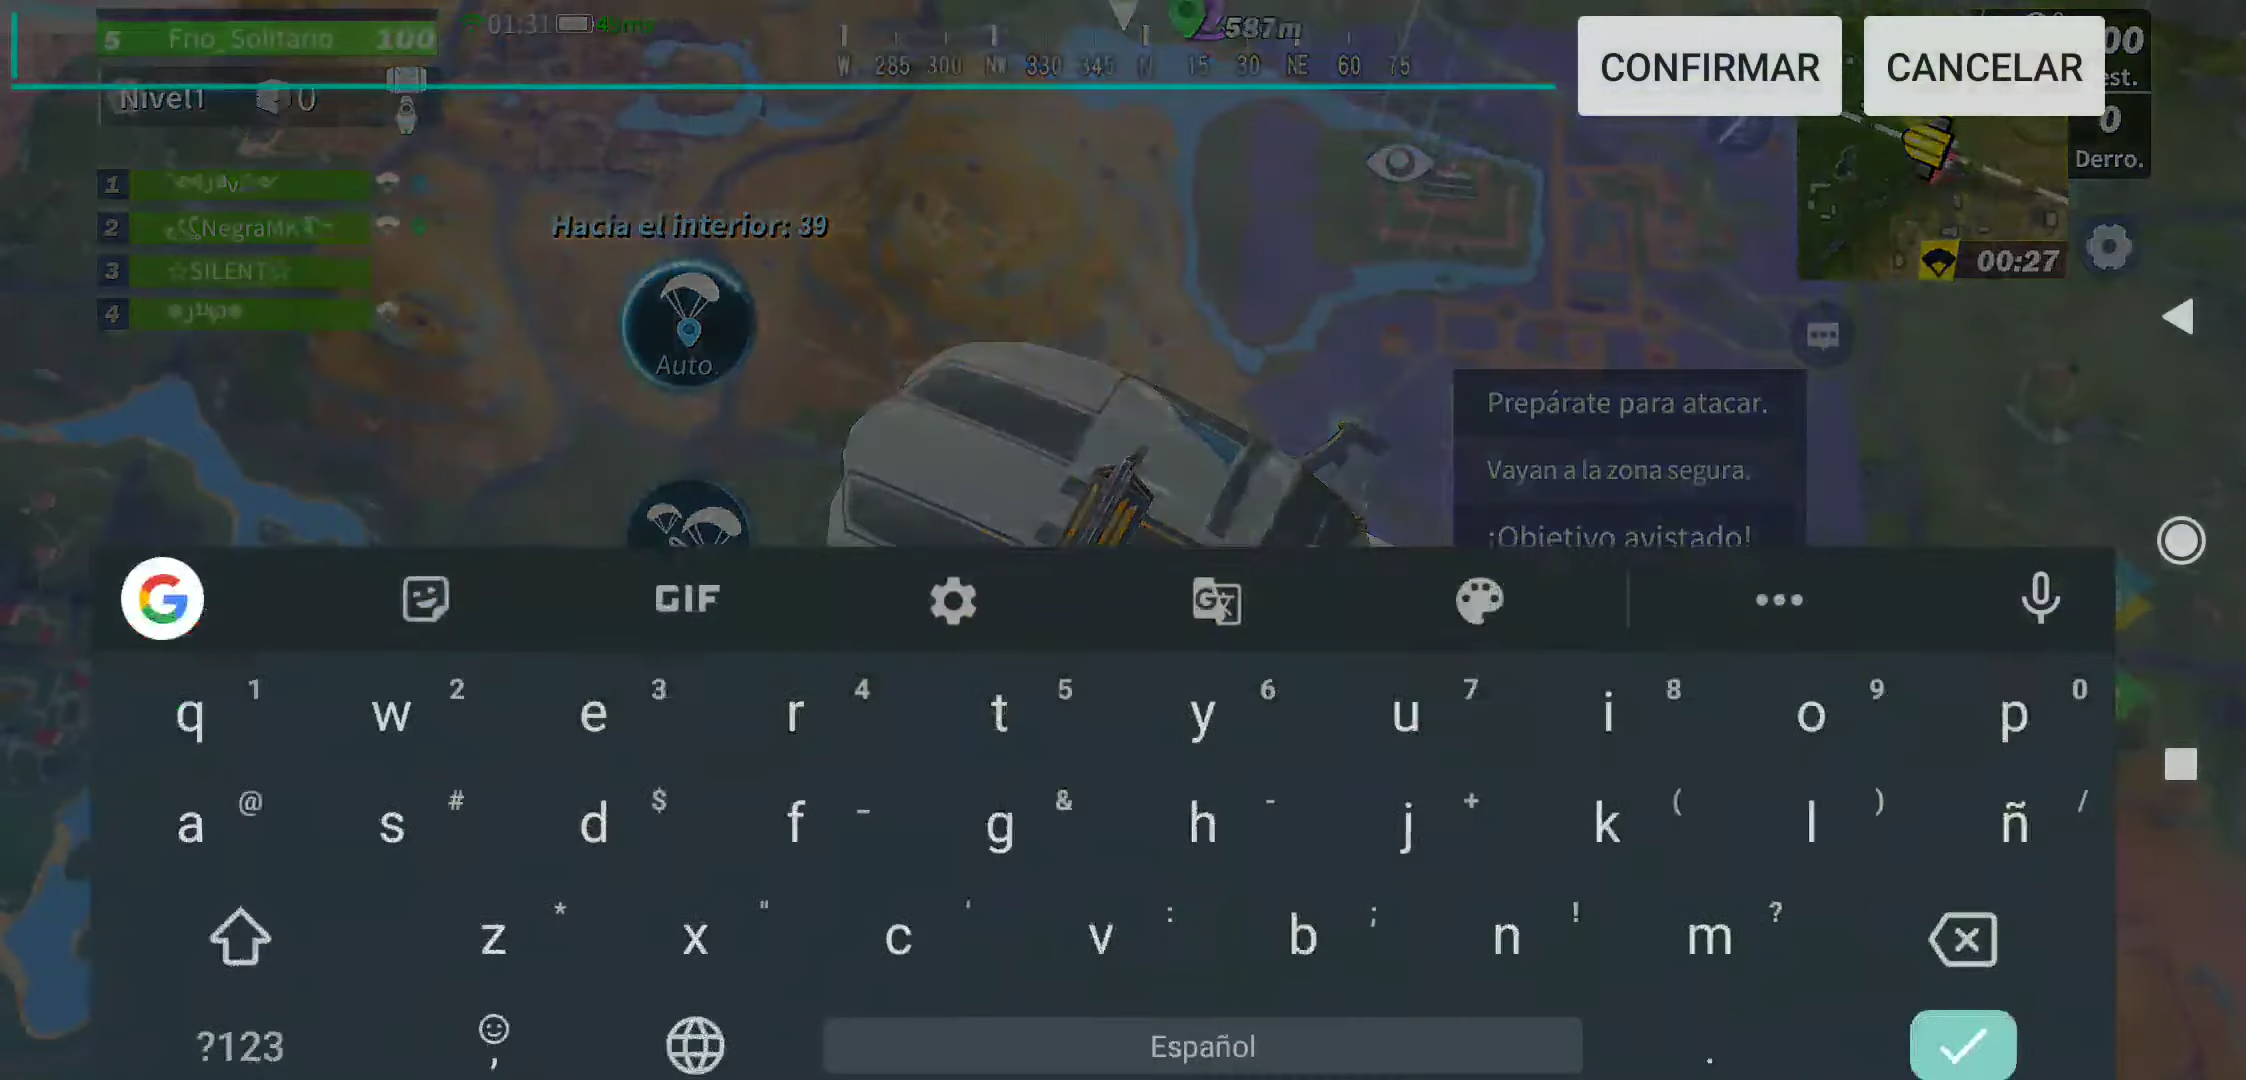 5 Frio_Solitario 100
01:31
587m
CONFIRMAR CANCELAR
W 285 300 NW 330 345 N 15 30 NE 60 75
Nivel1 0
0
Derro.
1
2 NegraMK
3 ☆SILENT☆
4
Hacia el interior: 39
00:27
Auto.
Prepárate para atacar.
Vayan a la zona segura.
¡Objetivo avistado!
G GIF G
q 1 w 2 e 3 r 4 t 5 y 6 u 7 i 8 o 9 p 0
a @ s # d $ f _ g & h - j + k ( l ) ñ /
z * x " c ' v : b ; n ! m ?
?123 , Español .